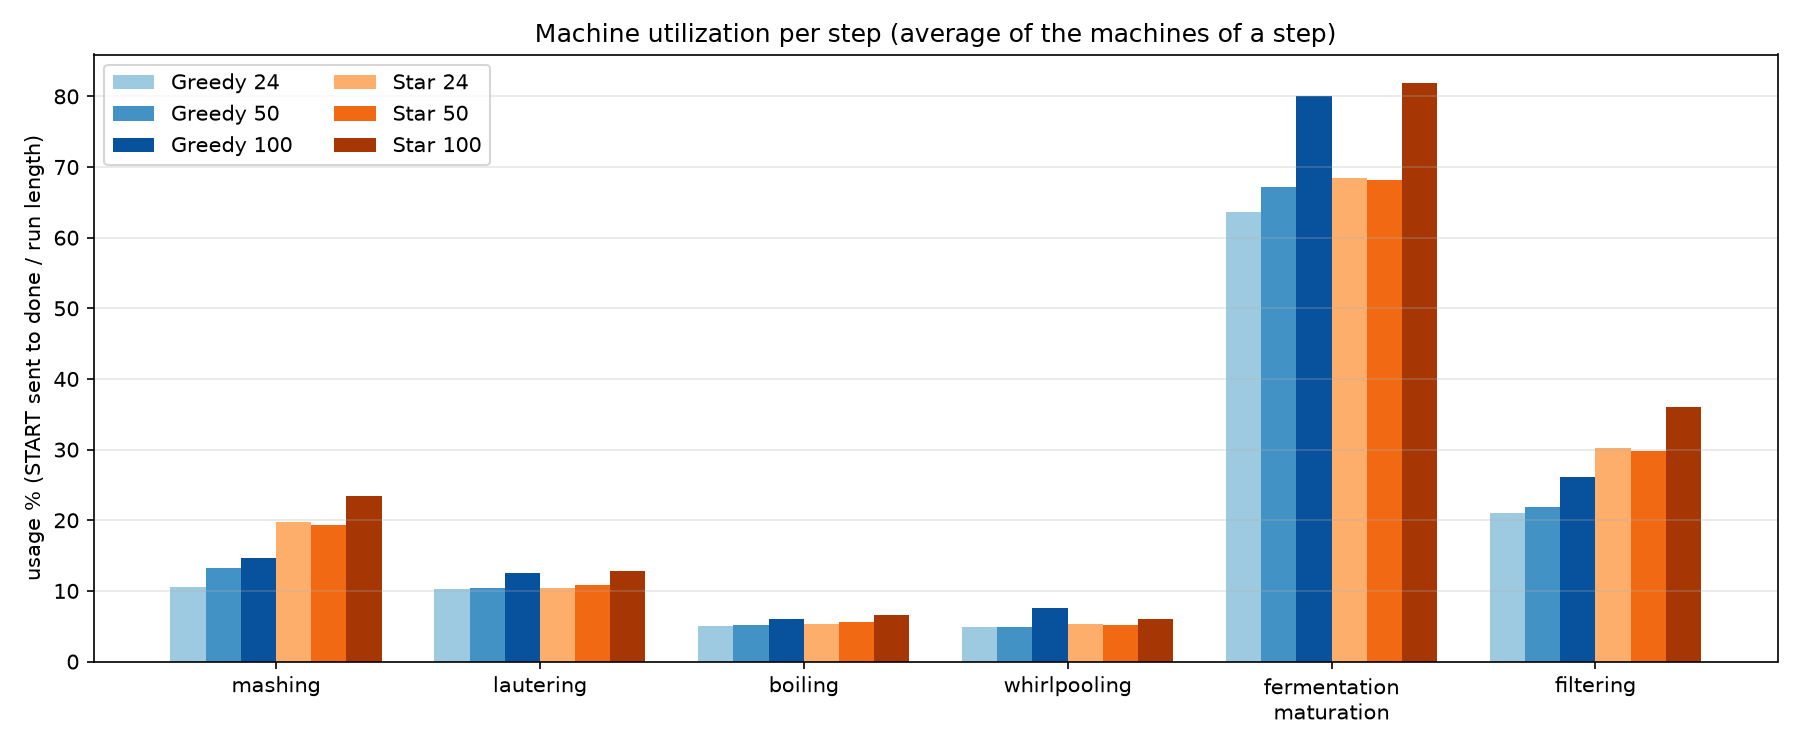 Machine utilization per step (average of the machines of a step)
Greedy 24
Greedy 50
Greedy 100
Star 24
Star 50
Star 100
usage % (START sent to done / run length)
80
70
60
50
40
30
20
10
0
mashing
lautering
boiling
whirlpooling
fermentation
maturation
filtering